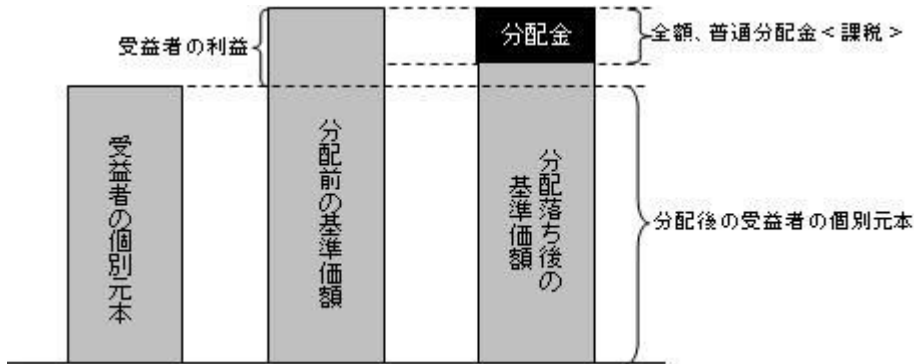 受益者の利益
分配金
全額、普通分配金<課税>
受益者の個別元本
分配前の基準価額
分配落ち後の
基準価額
分配後の受益者の個別元本